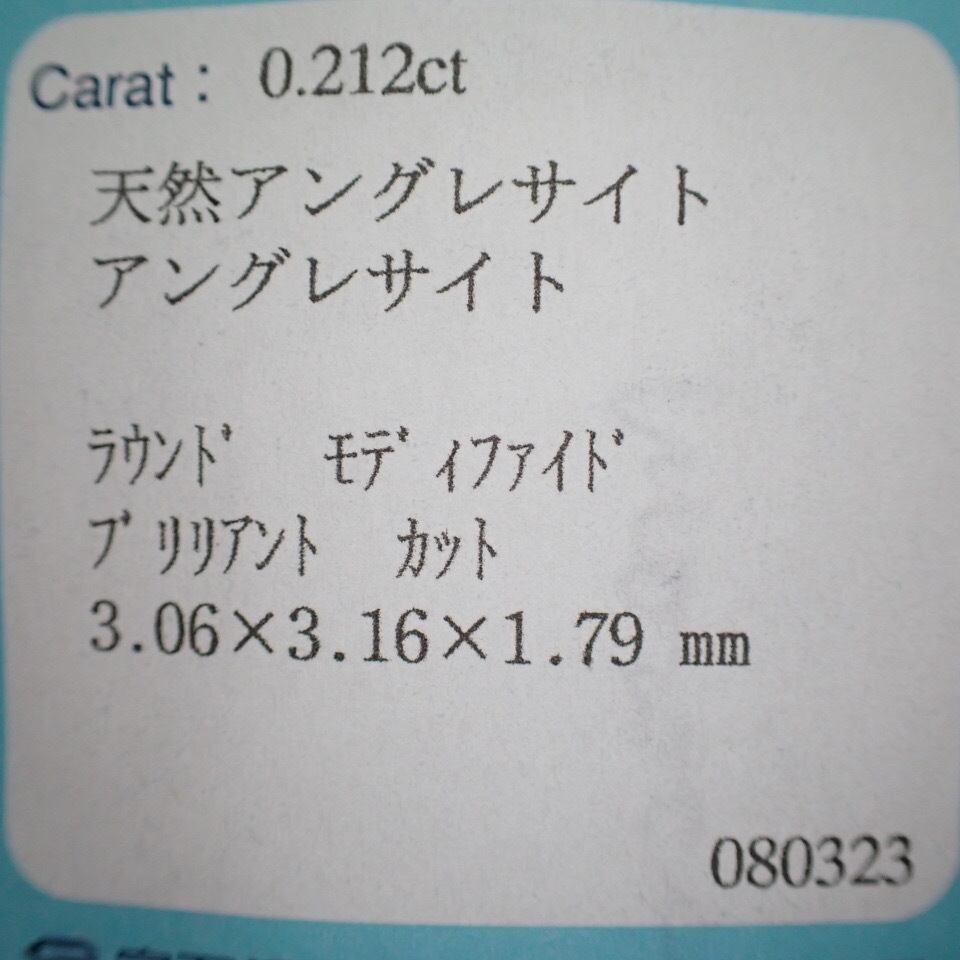 Carat : 0.212ct
天然アングレサイト
アングレサイト
ﾗｳﾝﾄﾞ ﾓﾃﾞｨﾌｧｲﾄﾞ
ﾌﾞﾘﾘｱﾝﾄ ｶｯﾄ
3.06×3.16×1.79 mm
080323